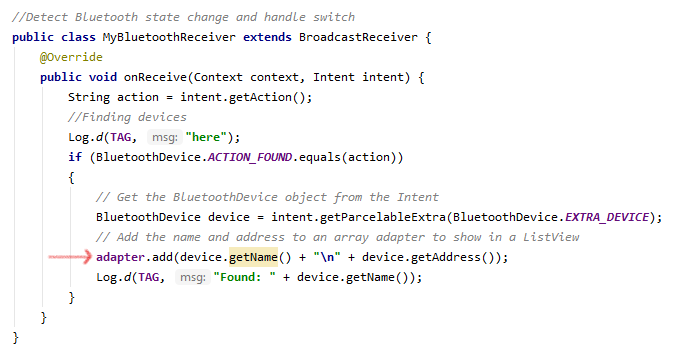 //Detect Bluetooth state change and handle switch
public class MyBluetoothReceiver extends BroadcastReceiver {
@Override
public void onReceive(Context context, Intent intent) {
String action = intent.getAction();
//Finding devices
Log.d(TAG, msg: "here");
if (BluetoothDevice.ACTION_FOUND.equals(action))
{
// Get the BluetoothDevice object from the Intent
BluetoothDevice device = intent.getParcelableExtra(BluetoothDevice.EXTRA_DEVICE);
// Add the name and address to an array adapter to show in a ListView
adapter.add(device.getName() + "\n" + device.getAddress());
Log.d(TAG, msg: "Found: " + device.getName());
}
}
}